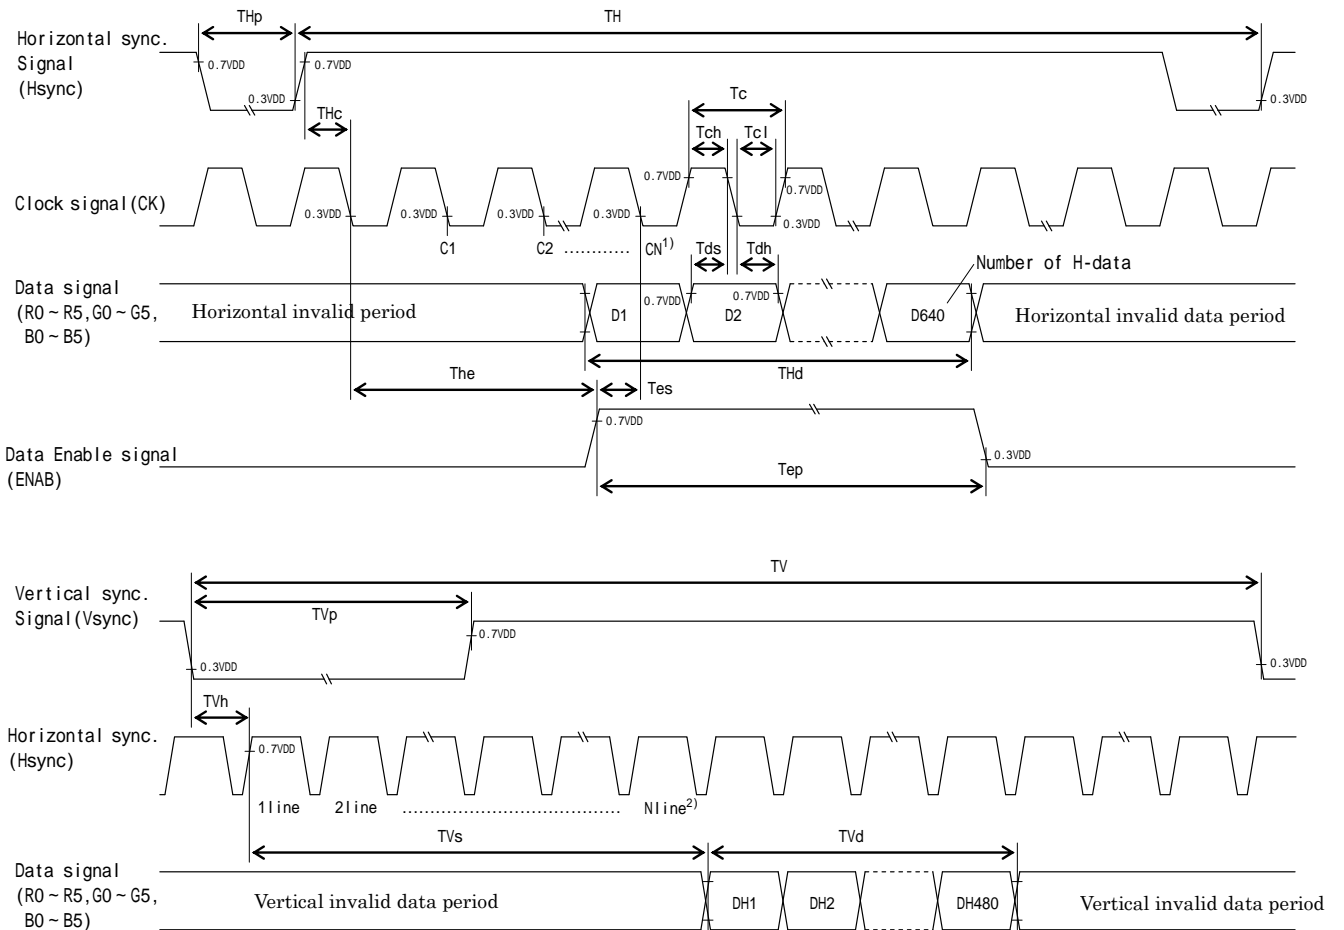 THp
TH
Horizontal sync.
Signal
(Hsync)
0.7VDD
0.7VDD
0.3VDD
0.3VDD
THc
Tc
Tch
Tcl
Clock signal(CK)
0.7VDD
0.7VDD
0.3VDD
0.3VDD
0.3VDD
0.3VDD
0.3VDD
C1
C2
............
CN1)
Tds
Tdh
Number of H-data
Data signal
(R0~R5,G0~G5,
B0~B5)
Horizontal invalid period
0.7VDD
0.7VDD
D1
D2
D640
Horizontal invalid data period
The
Tes
THd
0.7VDD
Data Enable signal
(ENAB)
Tep
0.3VDD
TV
Vertical sync.
Signal(Vsync)
TVp
0.7VDD
0.3VDD
0.3VDD
TVh
Horizontal sync.
(Hsync)
0.7VDD
1line
2line
.......................................
Nline2)
TVs
TVd
Data signal
(R0~R5,G0~G5,
B0~B5)
Vertical invalid data period
DH1
DH2
DH480
Vertical invalid data period